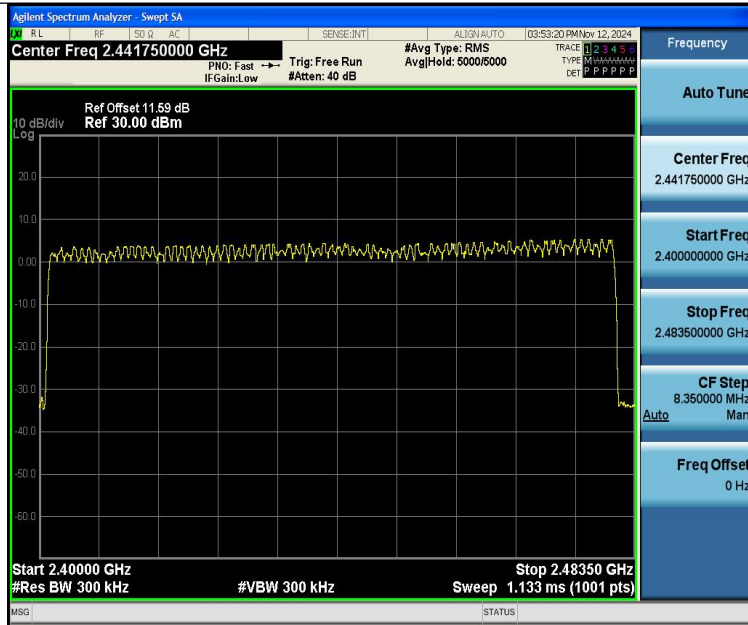 Agilent Spectrum Analyzer - Swept SA
LXI RL RF 50 Ω AC SENSE:INT ALIGN AUTO 03:53:20 PM Nov 12, 2024
Center Freq 2.441750000 GHz
PNO: Fast
IFGain:Low
Trig: Free Run
#Atten: 40 dB
#Avg Type: RMS
Avg|Hold: 5000/5000
TRACE 1 2 3 4 5 6
TYPE M
DET P P P P P P
Ref Offset 11.59 dB
10 dB/div Ref 30.00 dBm
Log
20.0
10.0
0.00
-10.0
-20.0
-30.0
-40.0
-50.0
-60.0
Start 2.40000 GHz Stop 2.48350 GHz
#Res BW 300 kHz #VBW 300 kHz Sweep 1.133 ms (1001 pts)
MSG STATUS
Frequency
Auto Tune
Center Freq
2.441750000 GHz
Start Freq
2.400000000 GHz
Stop Freq
2.483500000 GHz
CF Step
8.350000 MHz
Auto Man
Freq Offset
0 Hz